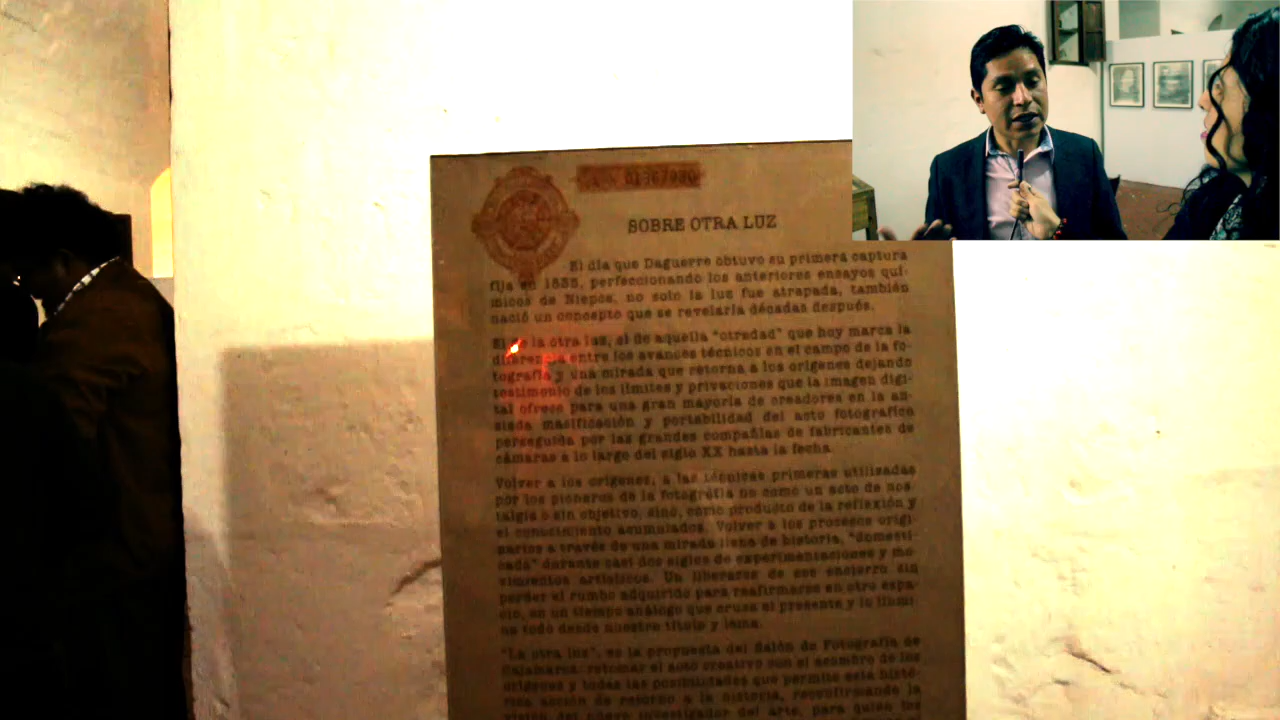 SOBRE OTRA LUZ
El día que Daguerre obtuvo su primera captura
fija en 1835, perfeccionando los anteriores ensayos quí-
micos de Niepce, no solo la luz fue atrapada, también
nació un concepto que se revelaría décadas después.
la otra luz, el de aquella "otredad" que hoy marca la
diferencia entre los avances técnicos en el campo de la fo-
tografía y una mirada que retorna a los orígenes dejando
testimonio de los límites y privaciones que la imagen digi-
tal ofrece para una gran mayoría de creadores en la an-
siada masificación y portabilidad del acto fotográfico
perseguida por las grandes compañías de fabricantes de
cámaras a lo largo del siglo XX hasta la fecha.
Volver a los orígenes, a las técnicas primeras utilizadas
por los pioneros de la fotografía no como un acto de nos-
talgia o sin objetivo, sino, como producto de la reflexión y
el conocimiento acumulados. Volver a los procesos origi-
narios a través de una mirada llena de historia, "domesti-
cada" durante casi dos siglos de experimentaciones y mo-
vimientos artísticos. Un liberarse de ese encierro sin
perder el rumbo adquirido para reafirmarse en otro espa-
cio, en un tiempo análogo que cruza el presente y lo ilumi-
na todo desde nuestro título y lema.
"La otra luz", es la propuesta del Salón de Fotografía de
Cajamarca: retomar el acto creativo con el asombro de los
orígenes y todas las posibilidades que permite esta histó-
rica acción de retorno a la historia, reconfirmando la
visión del nuevo investigador del arte, para quien los